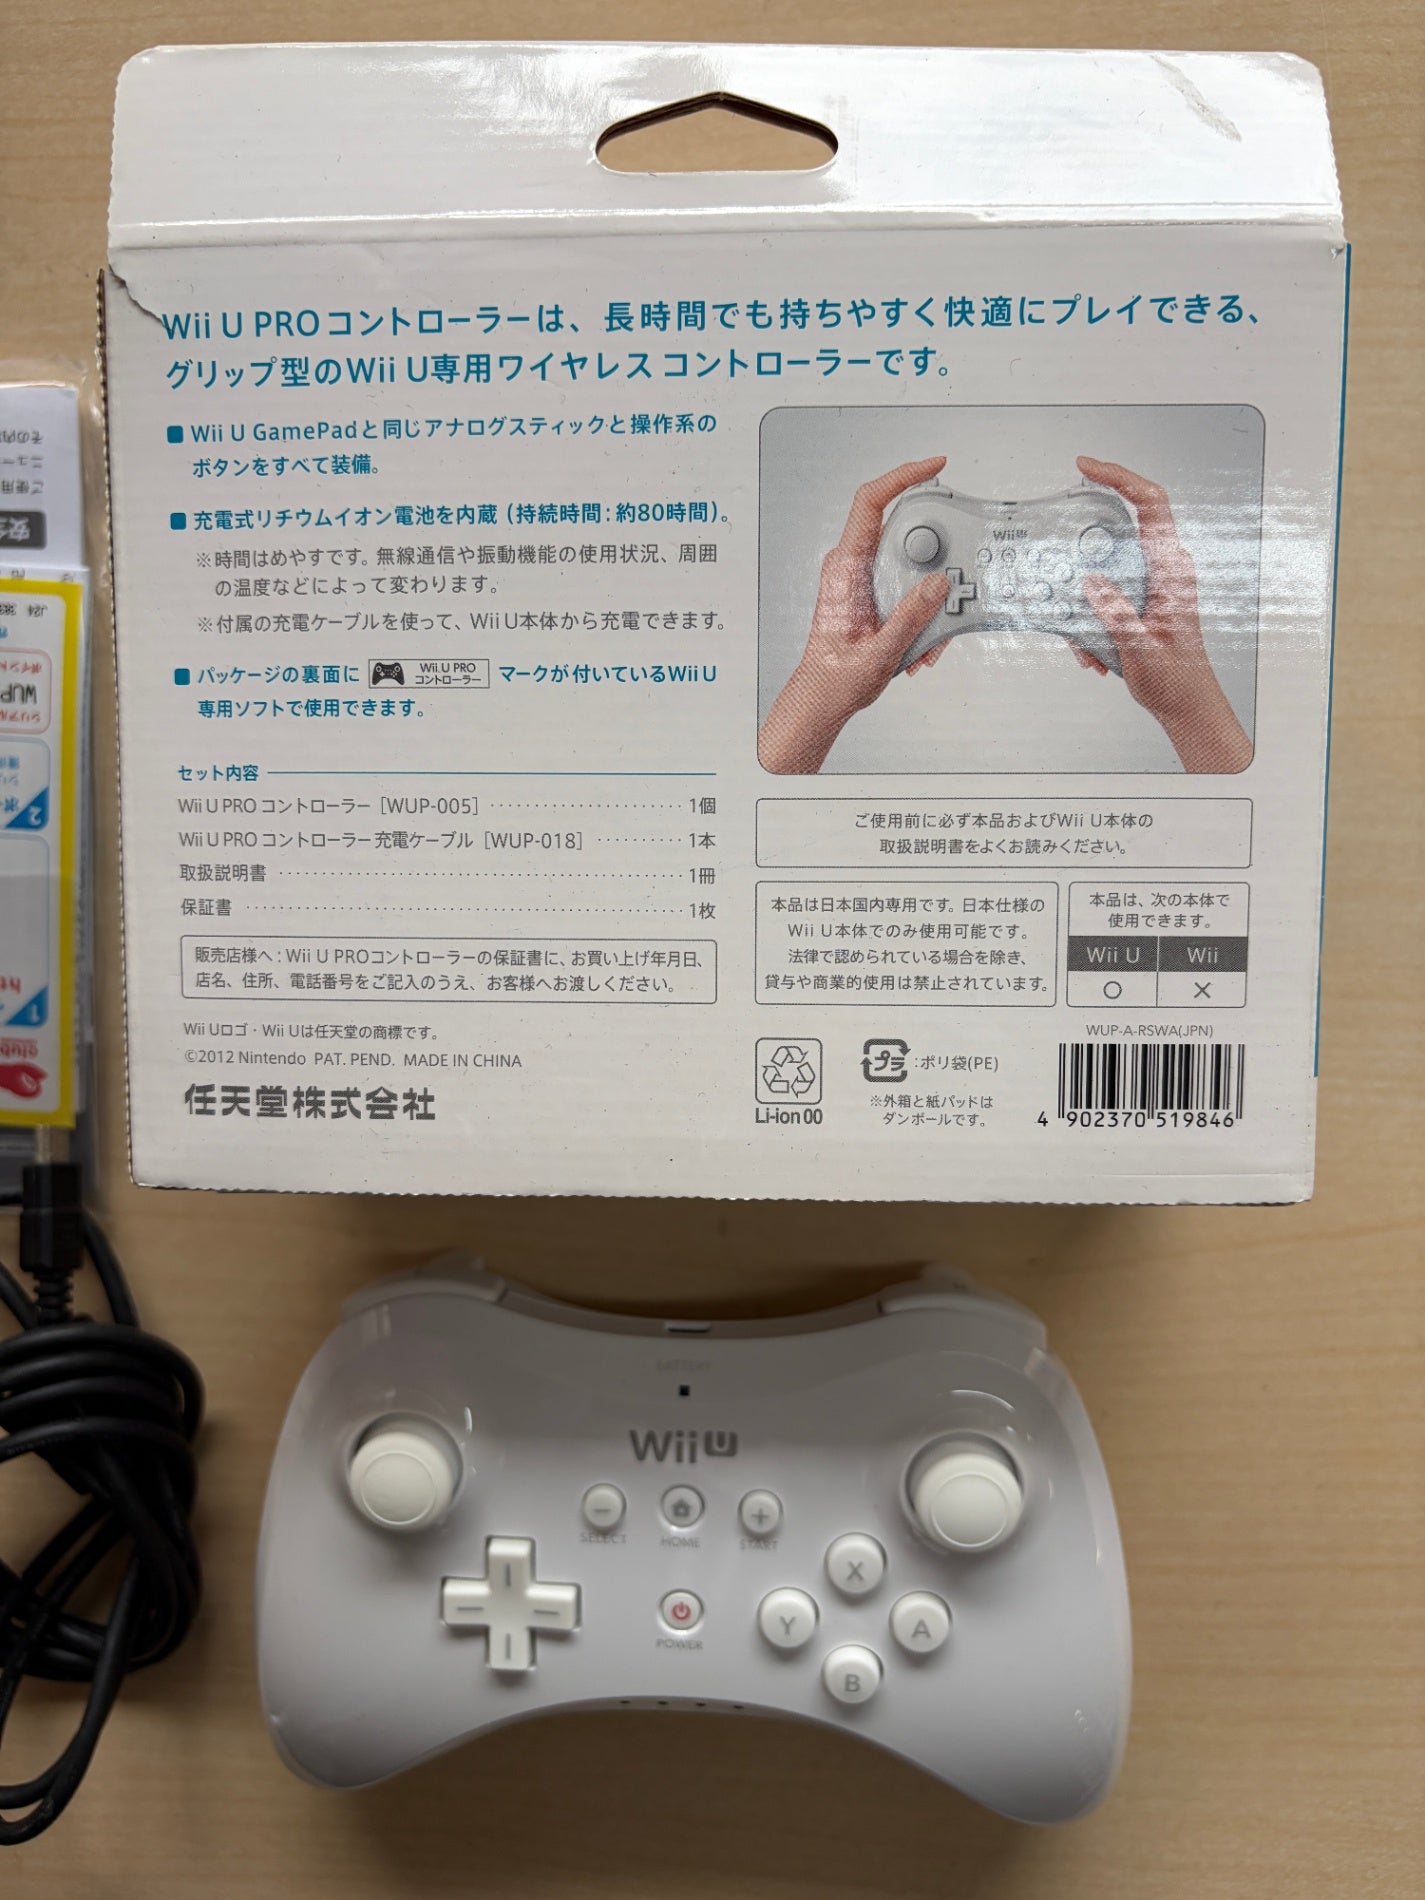 Wii U PROコントローラーは、長時間でも持ちやすく快適にプレイできる、
グリップ型のWii U専用ワイヤレスコントローラーです。
■ Wii U GamePadと同じアナログスティックと操作系の
ボタンをすべて装備。
■ 充電式リチウムイオン電池を内蔵（持続時間：約80時間）。
※時間はめやすです。無線通信や振動機能の使用状況、周囲
の温度などによって変わります。
※付属の充電ケーブルを使って、Wii U本体から充電できます。
■ パッケージの裏面に Wii U PRO コントローラー マークが付いているWii U
専用ソフトで使用できます。
セット内容
Wii U PRO コントローラー［WUP-005］ 1個
Wii U PRO コントローラー 充電ケーブル［WUP-018］ 1本
取扱説明書 1冊
保証書 1枚
販売店様へ：Wii U PROコントローラーの保証書に、お買い上げ年月日、
店名、住所、電話番号をご記入のうえ、お客様へお渡しください。
Wii Uロゴ・Wii Uは任天堂の商標です。
©2012 Nintendo PAT. PEND. MADE IN CHINA
任天堂株式会社
Wii U
ご使用前に必ず本品およびWii U本体の
取扱説明書をよくお読みください。
本品は日本国内専用です。日本仕様の
Wii U本体でのみ使用可能です。
法律で認められている場合を除き、
貸与や商業的使用は禁止されています。
本品は、次の本体で
使用できます。
Wii U Wii
○ ×
Li-ion 00
プラ：ポリ袋(PE)
※外箱と紙パッドは
ダンボールです。
WUP-A-RSWA(JPN)
4 902370 519846
BATTERY
Wii U
SELECT HOME START
POWER
X
Y A
B